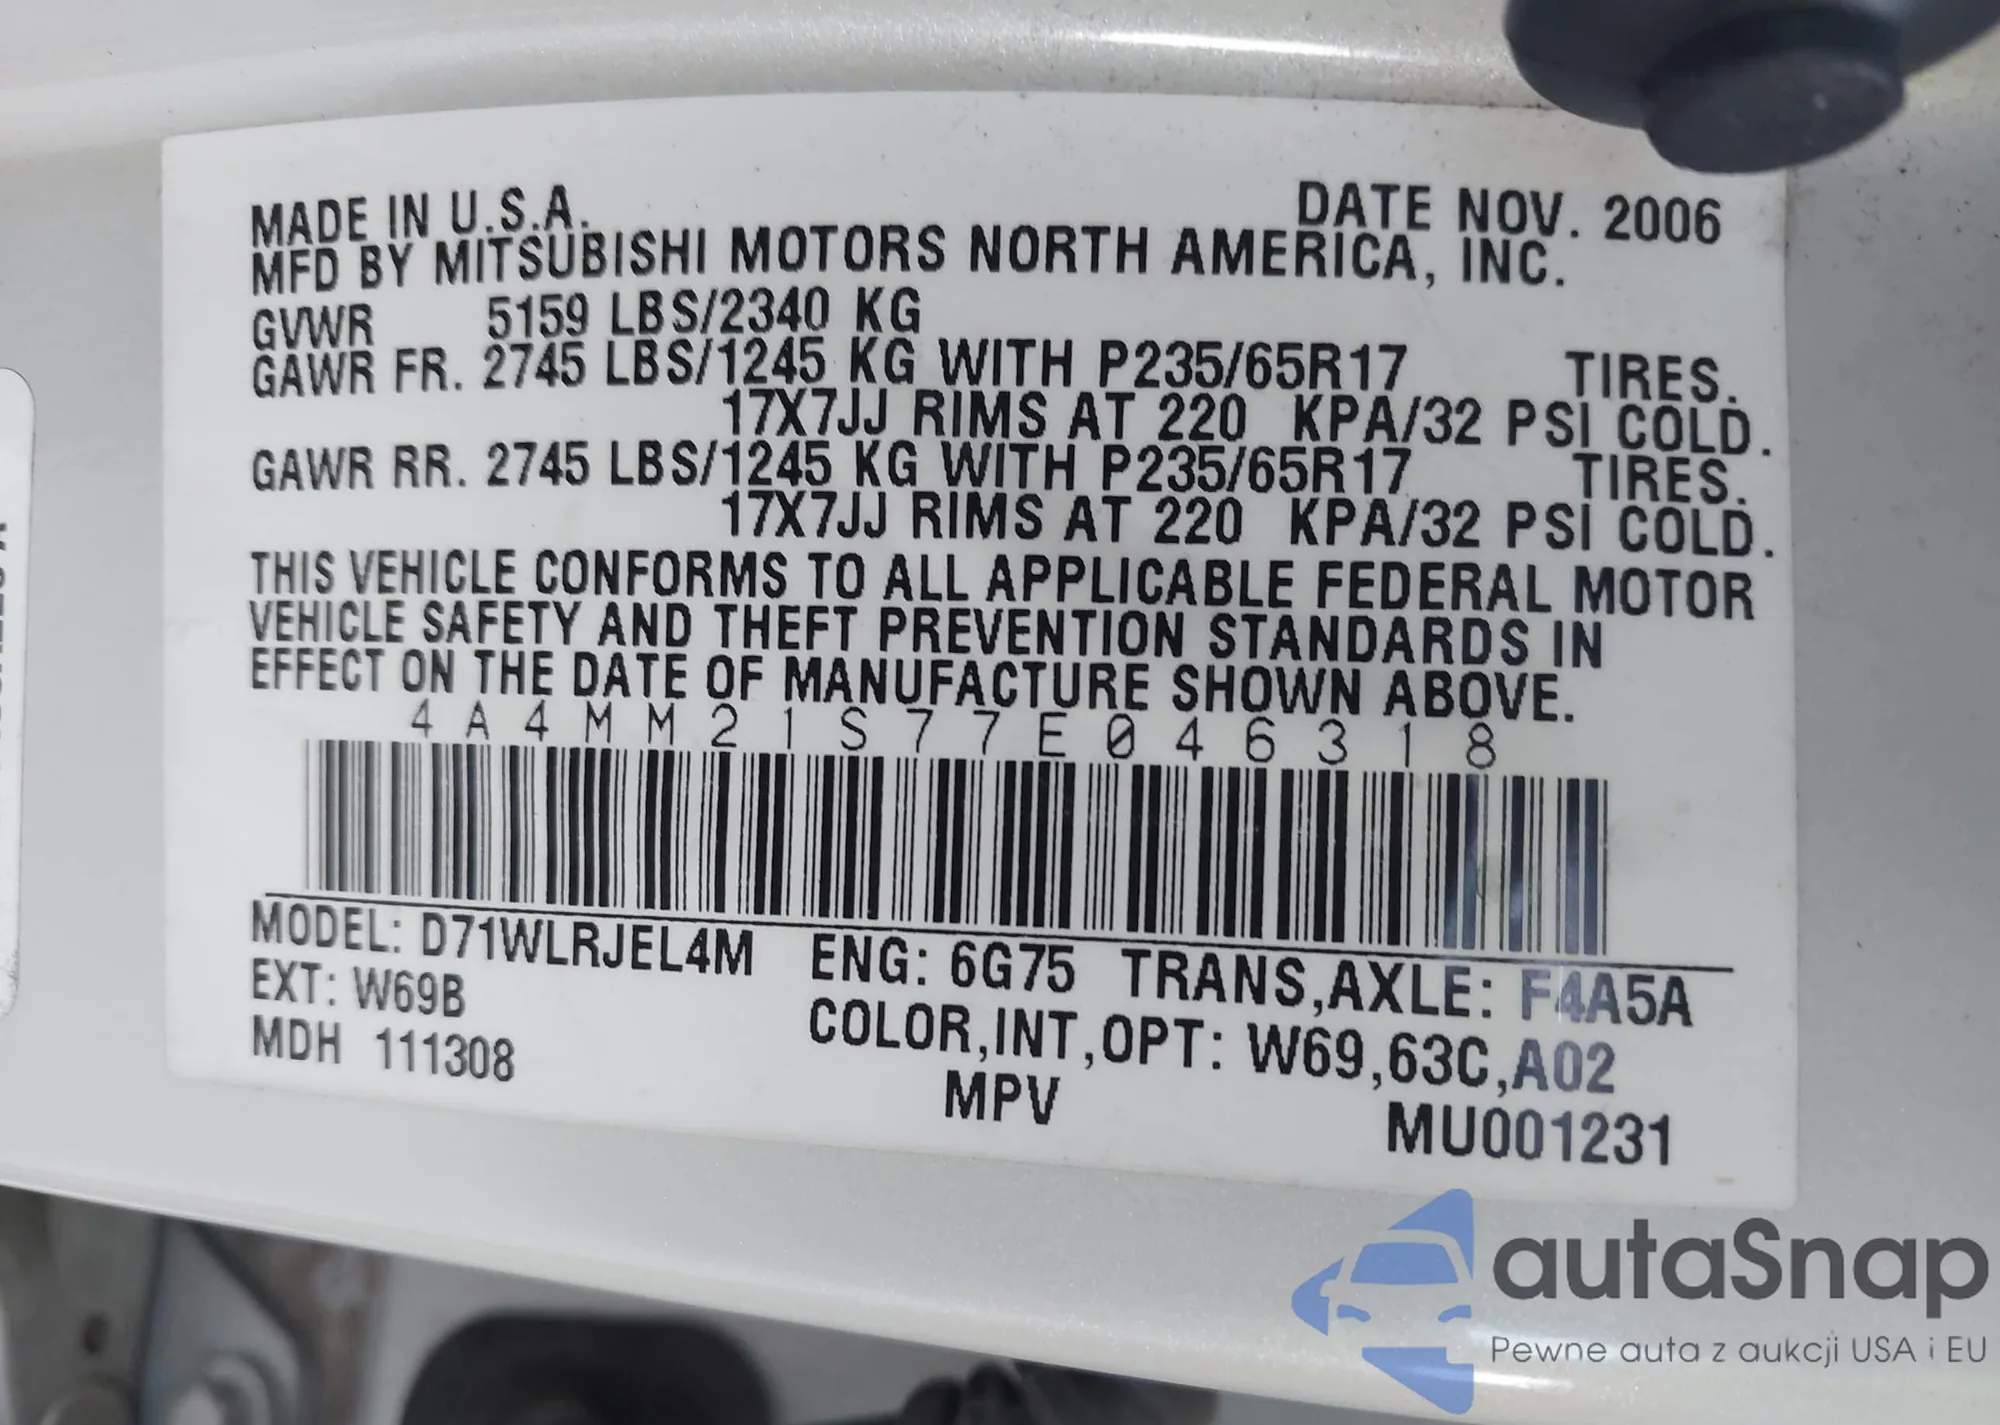 MADE IN U.S.A. DATE NOV. 2006
MFD BY MITSUBISHI MOTORS NORTH AMERICA, INC.
GVWR 5159 LBS/2340 KG
GAWR FR. 2745 LBS/1245 KG WITH P235/65R17 TIRES.
17X7JJ RIMS AT 220 KPA/32 PSI COLD.
GAWR RR. 2745 LBS/1245 KG WITH P235/65R17 TIRES.
17X7JJ RIMS AT 220 KPA/32 PSI COLD.
THIS VEHICLE CONFORMS TO ALL APPLICABLE FEDERAL MOTOR
VEHICLE SAFETY AND THEFT PREVENTION STANDARDS IN
EFFECT ON THE DATE OF MANUFACTURE SHOWN ABOVE.
4A4MM21S77E046318
MODEL: D71WLRJEL4M ENG: 6G75 TRANS,AXLE: F4A5A
EXT: W69B COLOR,INT,OPT: W69,63C,A02
MDH 111308 MPV MU001231
autaSnap
Pewne auta z aukcji USA i EU